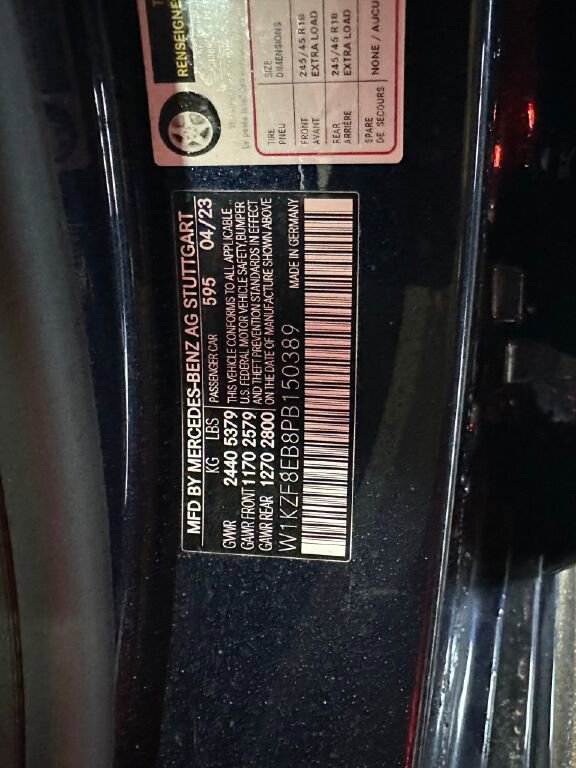 RENSEIGNE
TIRE
PNEU
SIZE
DIMENSIONS
FRONT
AVANT
245/45 R18
EXTRA LOAD
REAR
ARRIÈRE
245/45 R18
EXTRA LOAD
SPARE
DE SECOURS
NONE / AUCU
MFD BY MERCEDES-BENZ AG STUTTGART
KG LBS PASSENGER CAR 595 04/23
GVWR 2440 5379
GAWR FRONT 1170 2579
GAWR REAR 1270 2800
THIS VEHICLE CONFORMS TO ALL APPLICABLE
U.S. FEDERAL MOTOR VEHICLE SAFETY, BUMPER
AND THEFT PREVENTION STANDARDS IN EFFECT
ON THE DATE OF MANUFACTURE SHOWN ABOVE
W1KZF8EB8PB150389 MADE IN GERMANY